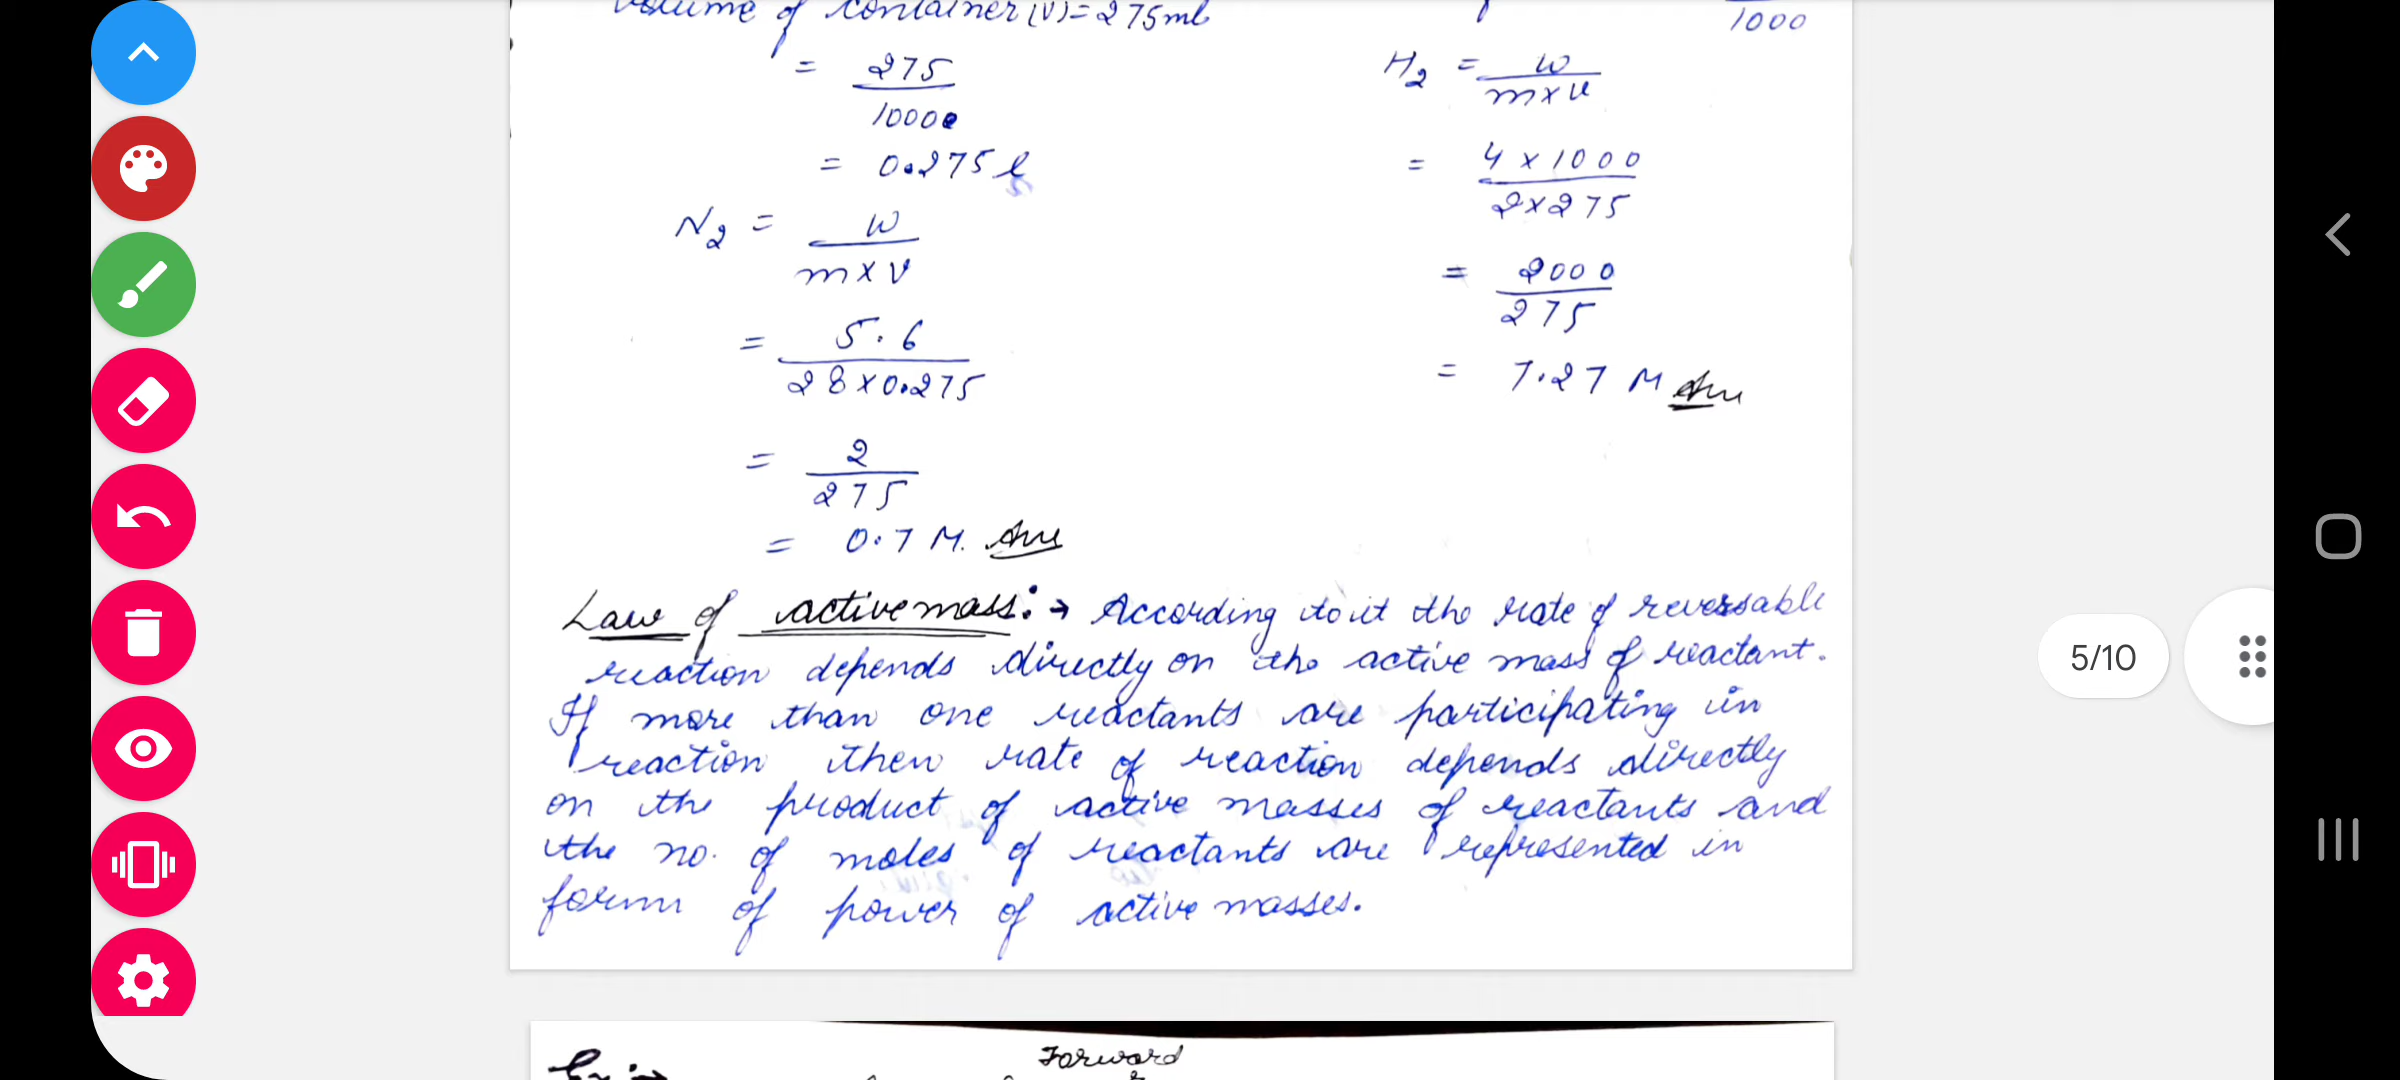 Volume of container (V) = 275ml
= 275
1000
= 0.275 l
N2 = w
m x V
= 5.6
28 x 0.275
= 2
275
= 0.7 M. Ans
1000
H2 = w
m x V
= 4 x 1000
2 x 275
= 2000
275
= 7.27 M Ans
Law of active mass :→ According to it the rate of reversable
reaction depends directly on the active mass of reactant.
If more than one reactants are participating in
reaction then rate of reaction depends directly
on the product of active masses of reactants and
the no. of moles of reactants are represented in
form of power of active masses.
5/10
Forward
Ex :→